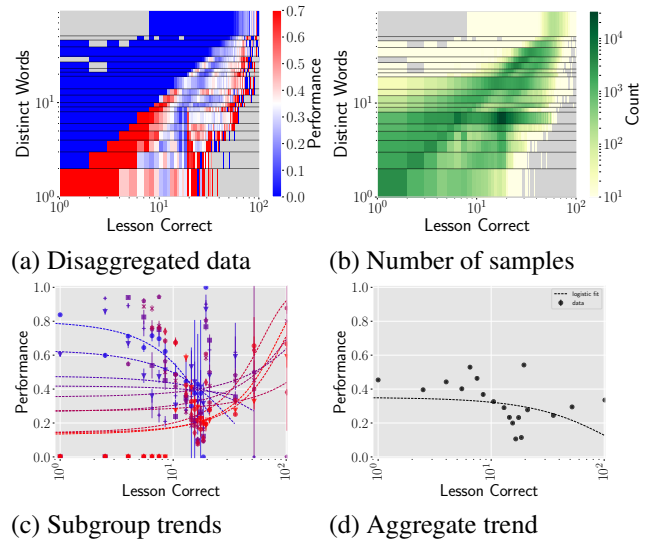 0.7
0.6
0.5
0.4
0.3
0.2
0.1
0.0
Performance
Distinct Words
10^1
10^0
10^0
10^1
10^2
Lesson Correct
10^4
10^3
10^2
10^1
Count
Distinct Words
10^1
10^0
10^0
10^1
10^2
Lesson Correct
(a) Disaggregated data
(b) Number of samples
1.0
0.8
0.6
0.4
0.2
0.0
Performance
10^0
10^1
10^2
Lesson Correct
1.0
0.8
0.6
0.4
0.2
0.0
Performance
logistic fit
data
10^0
10^1
10^2
Lesson Correct
(c) Subgroup trends
(d) Aggregate trend